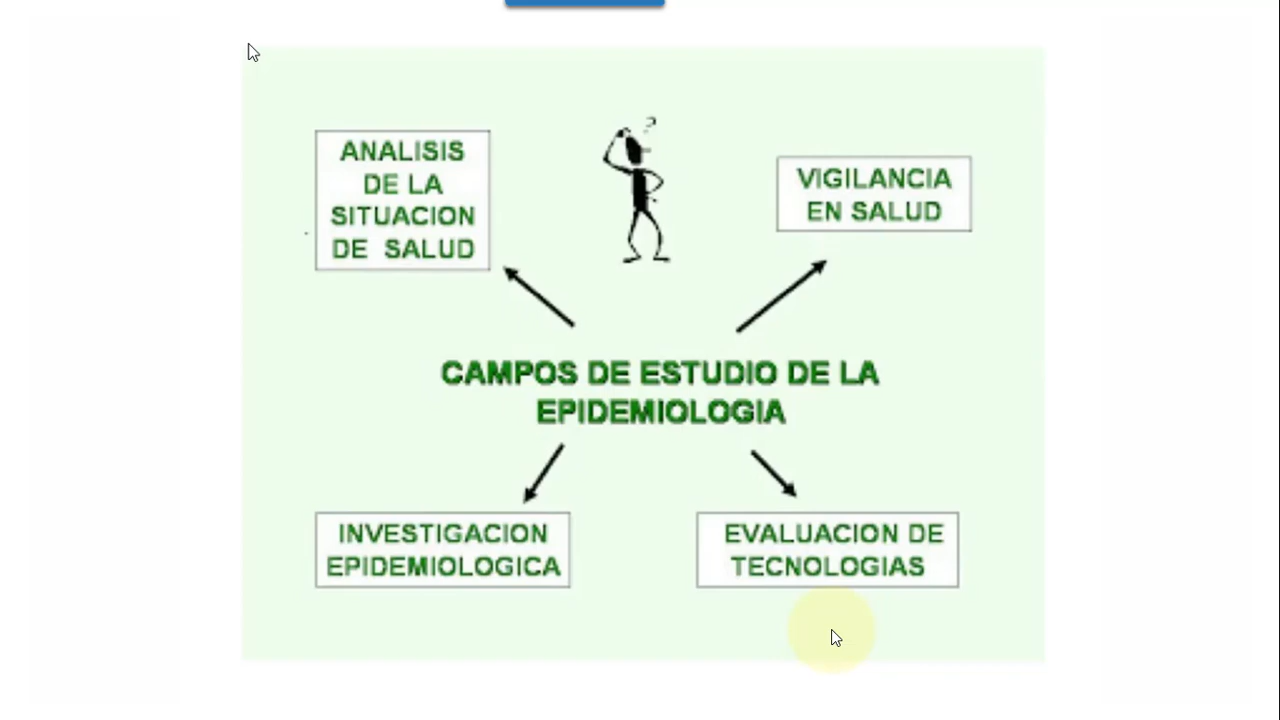 ANALISIS
DE LA
SITUACION
DE SALUD
?
VIGILANCIA
EN SALUD
CAMPOS DE ESTUDIO DE LA
EPIDEMIOLOGIA
INVESTIGACION
EPIDEMIOLOGICA
EVALUACION DE
TECNOLOGIAS